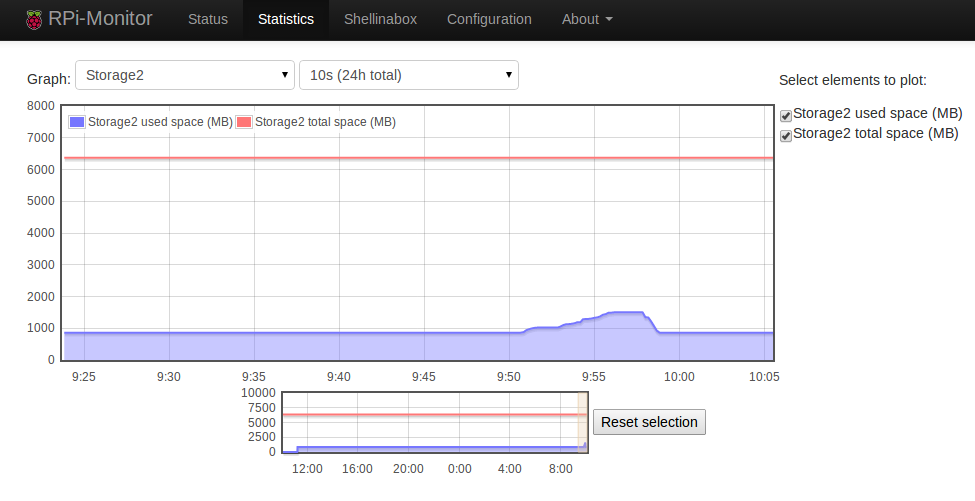 RPi-Monitor Status Statistics Shellinabox Configuration About
Graph: Storage2 10s (24h total) Select elements to plot:
8000
Storage2 used space (MB) Storage2 total space (MB)
Storage2 used space (MB)
Storage2 total space (MB)
7000
6000
5000
4000
3000
2000
1000
0
9:25 9:30 9:35 9:40 9:45 9:50 9:55 10:00 10:05
10000
7500
5000
2500
0
Reset selection
12:00 16:00 20:00 0:00 4:00 8:00